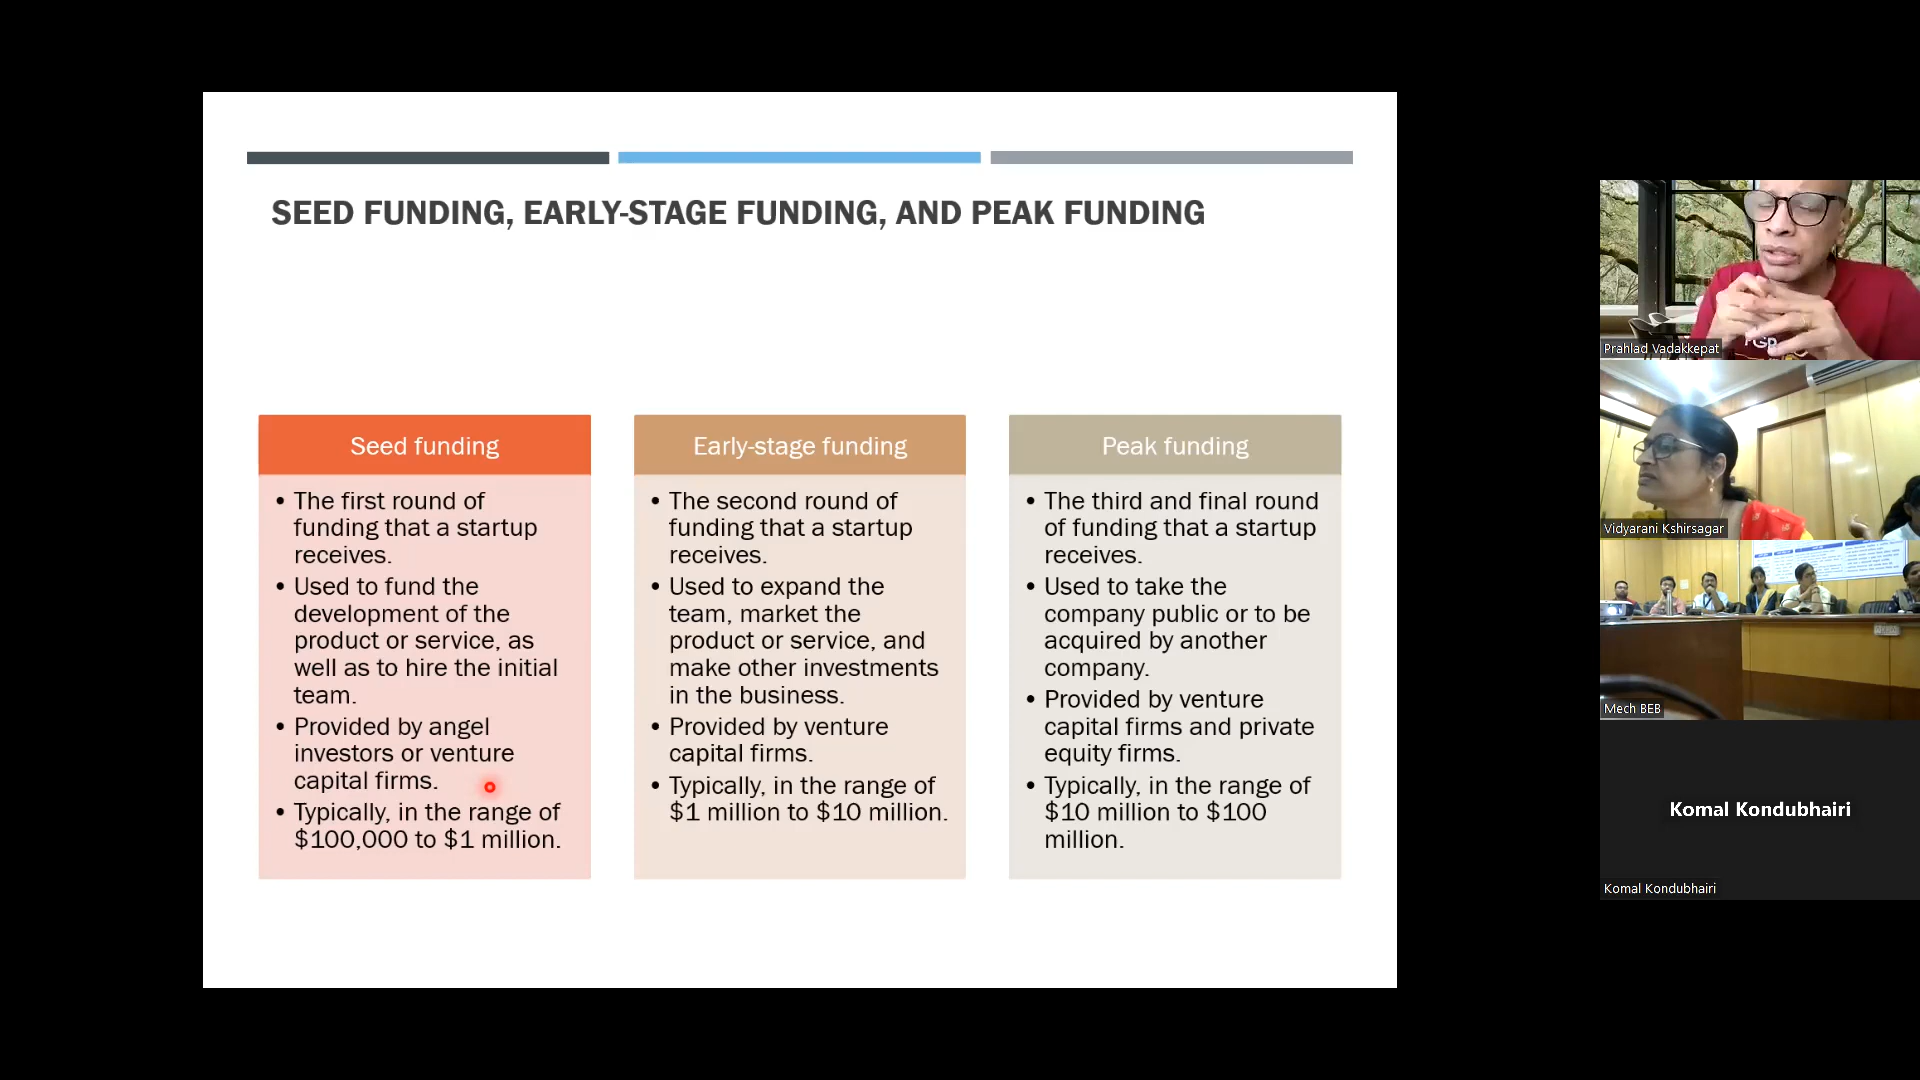 SEED FUNDING, EARLY-STAGE FUNDING, AND PEAK FUNDING
Seed funding
• The first round of
funding that a startup
receives.
• Used to fund the
development of the
product or service, as
well as to hire the initial
team.
• Provided by angel
investors or venture
capital firms.
• Typically, in the range of
$100,000 to $1 million.
Early-stage funding
• The second round of
funding that a startup
receives.
• Used to expand the
team, market the
product or service, and
make other investments
in the business.
• Provided by venture
capital firms.
• Typically, in the range of
$1 million to $10 million.
Peak funding
• The third and final round
of funding that a startup
receives.
• Used to take the
company public or to be
acquired by another
company.
• Provided by venture
capital firms and private
equity firms.
• Typically, in the range of
$10 million to $100
million.
Prahlad Vadakkepat
Vidyarani Kshirsagar
Mech BEB
Komal Kondubhairi
Komal Kondubhairi